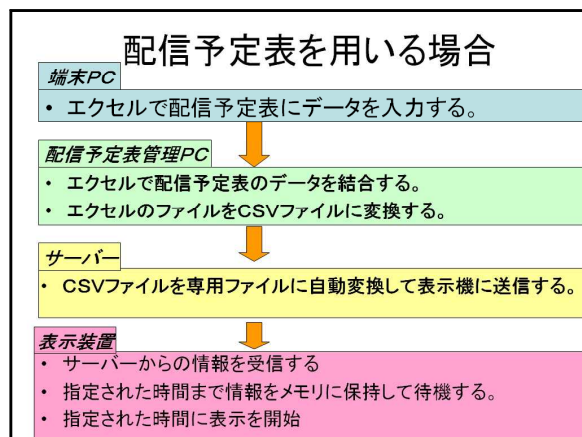 配信予定表を用いる場合
端末PC
• エクセルで配信予定表にデータを入力する。
配信予定表管理PC
• エクセルで配信予定表のデータを結合する。
• エクセルのファイルをCSVファイルに変換する。
サーバー
• CSVファイルを専用ファイルに自動変換して表示機に送信する。
表示装置
• サーバーからの情報を受信する
• 指定された時間まで情報をメモリに保持して待機する。
• 指定された時間に表示を開始